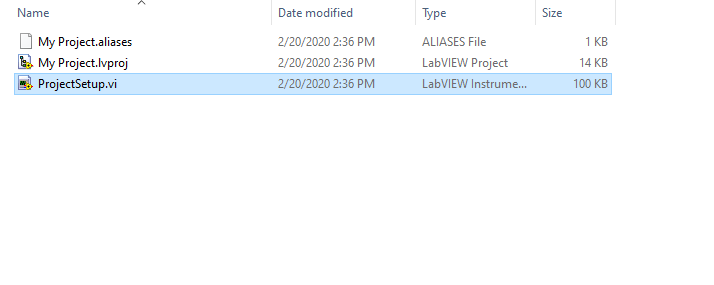 Name Date modified Type Size
My Project.aliases 2/20/2020 2:36 PM ALIASES File 1 KB
My Project.lvproj 2/20/2020 2:36 PM LabVIEW Project 14 KB
ProjectSetup.vi 2/20/2020 2:36 PM LabVIEW Instrume... 100 KB